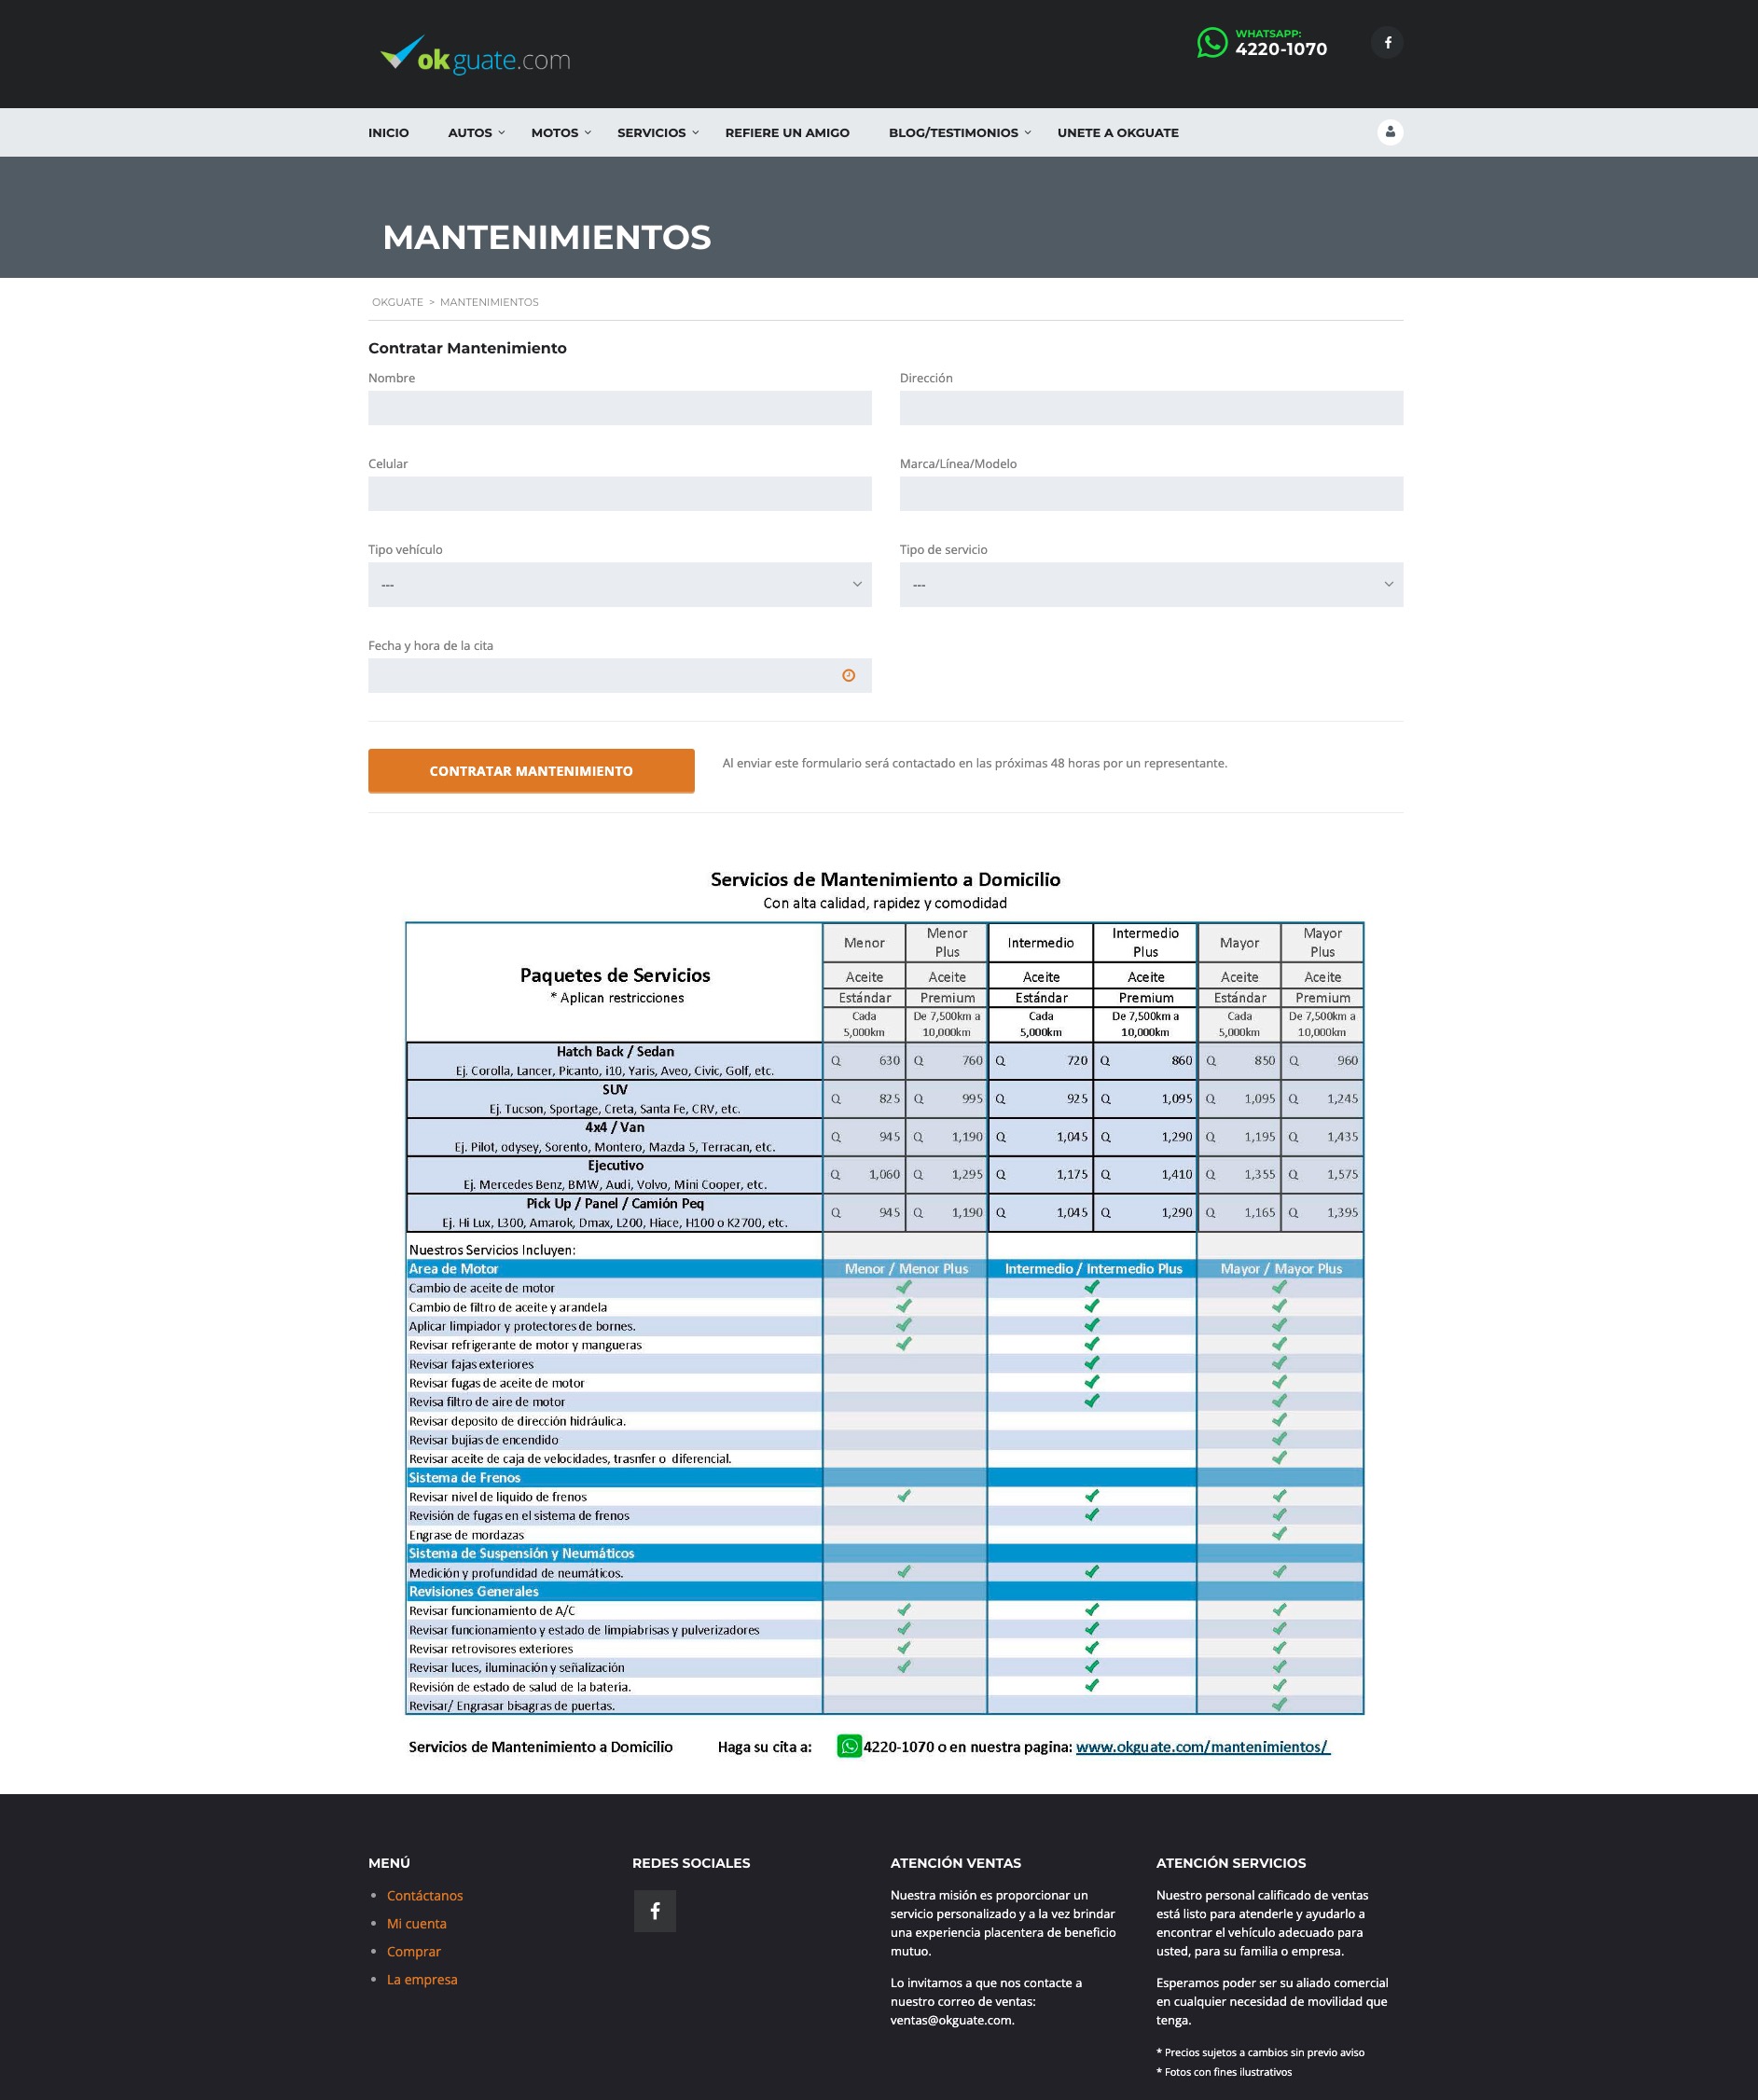 okguate.com
WHATSAPP:
4220-1070
INICIO AUTOS MOTOS SERVICIOS REFIERE UN AMIGO BLOG/TESTIMONIOS UNETE A OKGUATE
MANTENIMIENTOS
OKGUATE > MANTENIMIENTOS
Contratar Mantenimiento
Nombre Dirección
Celular Marca/Línea/Modelo
Tipo vehículo Tipo de servicio
--- ---
Fecha y hora de la cita
CONTRATAR MANTENIMIENTO Al enviar este formulario será contactado en las próximas 48 horas por un representante.
Servicios de Mantenimiento a Domicilio
Con alta calidad, rapidez y comodidad
Paquetes de Servicios
* Aplican restricciones
Menor Menor Plus Intermedio Intermedio Plus Mayor Mayor Plus
Aceite Aceite Aceite Aceite Aceite Aceite
Estándar Premium Estándar Premium Estándar Premium
Cada De 7,500km a Cada De 7,500km a Cada De 7,500km a
5,000km 10,000km 5,000km 10,000km 5,000km 10,000km
Hatch Back / Sedan
Ej. Corolla, Lancer, Picanto, i10, Yaris, Aveo, Civic, Golf, etc.
Q 630 Q 760 Q 720 Q 860 Q 850 Q 960
SUV
Ej. Tucson, Sportage, Creta, Santa Fe, CRV, etc.
Q 825 Q 995 Q 925 Q 1,095 Q 1,095 Q 1,245
4x4 / Van
Ej. Pilot, odysey, Sorento, Montero, Mazda 5, Terracan, etc.
Q 945 Q 1,190 Q 1,045 Q 1,290 Q 1,195 Q 1,435
Ejecutivo
Ej. Mercedes Benz, BMW, Audi, Volvo, Mini Cooper, etc.
Q 1,060 Q 1,295 Q 1,175 Q 1,410 Q 1,355 Q 1,575
Pick Up / Panel / Camión Peq
Ej. Hi Lux, L300, Amarok, Dmax, L200, Hiace, H100 o K2700, etc.
Q 945 Q 1,190 Q 1,045 Q 1,290 Q 1,165 Q 1,395
Nuestros Servicios Incluyen:
Area de Motor Menor / Menor Plus Intermedio / Intermedio Plus Mayor / Mayor Plus
Cambio de aceite de motor
Cambio de filtro de aceite y arandela
Aplicar limpiador y protectores de bornes.
Revisar refrigerante de motor y mangueras
Revisar fajas exteriores
Revisar fugas de aceite de motor
Revisa filtro de aire de motor
Revisar deposito de dirección hidráulica.
Revisar bujias de encendido
Revisar aceite de caja de velocidades, trasnfer o diferencial.
Sistema de Frenos
Revisar nivel de liquido de frenos
Revisión de fugas en el sistema de frenos
Engrase de mordazas
Sistema de Suspensión y Neumáticos
Medición y profundidad de neumáticos.
Revisiones Generales
Revisar funcionamiento de A/C
Revisar funcionamiento y estado de limpiabrisas y pulverizadores
Revisar retrovisores exteriores
Revisar luces, iluminación y señalización
Revisión de estado de salud de la batería.
Revisar/ Engrasar bisagras de puertas.
Servicios de Mantenimiento a Domicilio Haga su cita a: 4220-1070 o en nuestra pagina: www.okguate.com/mantenimientos/
MENÚ
Contáctanos
Mi cuenta
Comprar
La empresa
REDES SOCIALES
ATENCIÓN VENTAS
Nuestra misión es proporcionar un
servicio personalizado y a la vez brindar
una experiencia placentera de beneficio
mutuo.
Lo invitamos a que nos contacte a
nuestro correo de ventas:
ventas@okguate.com.
ATENCIÓN SERVICIOS
Nuestro personal calificado de ventas
está listo para atenderle y ayudarlo a
encontrar el vehículo adecuado para
usted, para su familia o empresa.
Esperamos poder ser su aliado comercial
en cualquier necesidad de movilidad que
tenga.
* Precios sujetos a cambios sin previo aviso
* Fotos con fines ilustrativos